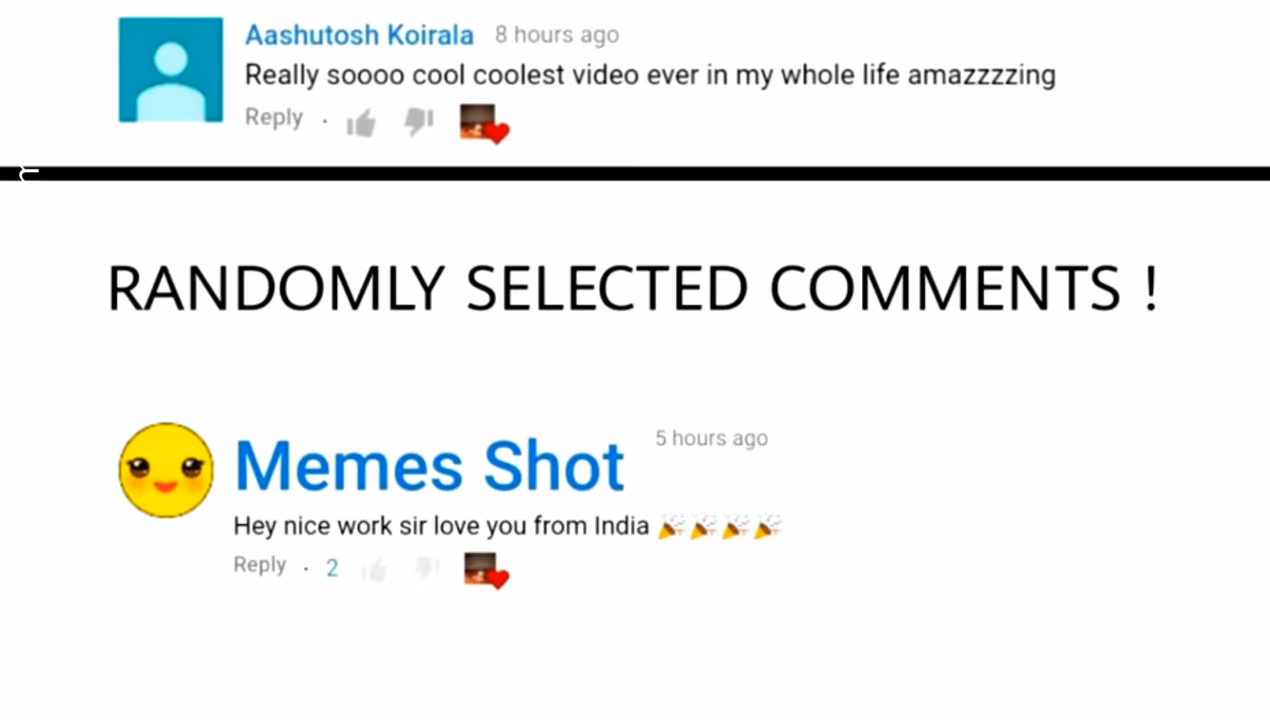 Aashutosh Koirala 8 hours ago
Really soooo cool coolest video ever in my whole life amazzzzing
Reply ·
RANDOMLY SELECTED COMMENTS !
Memes Shot 5 hours ago
Hey nice work sir love you from India 🎉🎉🎉🎉
Reply · 2